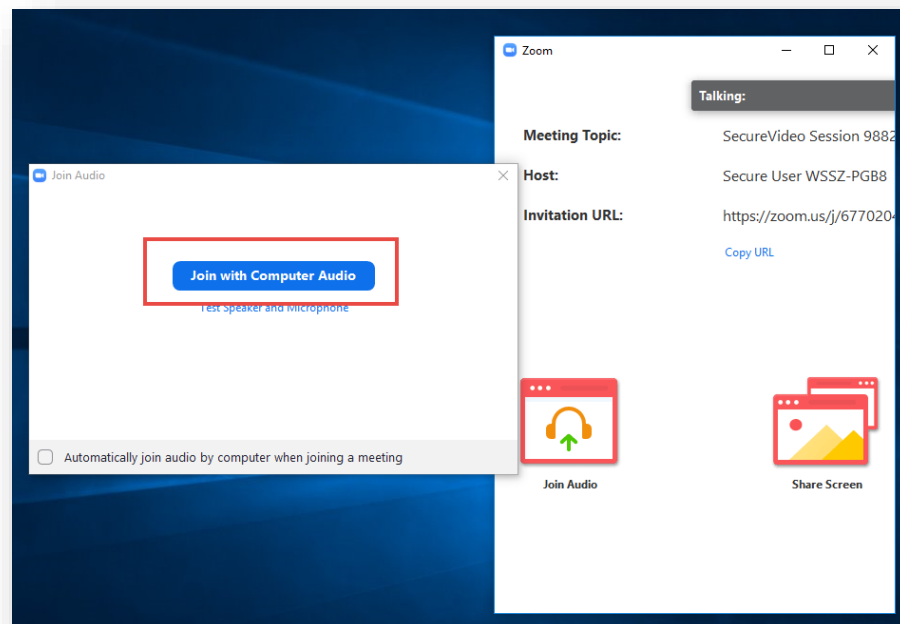 Zoom
Talking:
Meeting Topic: SecureVideo Session 9882
Host: Secure User WSSZ-PGB8
Invitation URL: https://zoom.us/j/677020
Copy URL
Join Audio
Share Screen
Join Audio
Join with Computer Audio
Test Speaker and Microphone
Automatically join audio by computer when joining a meeting